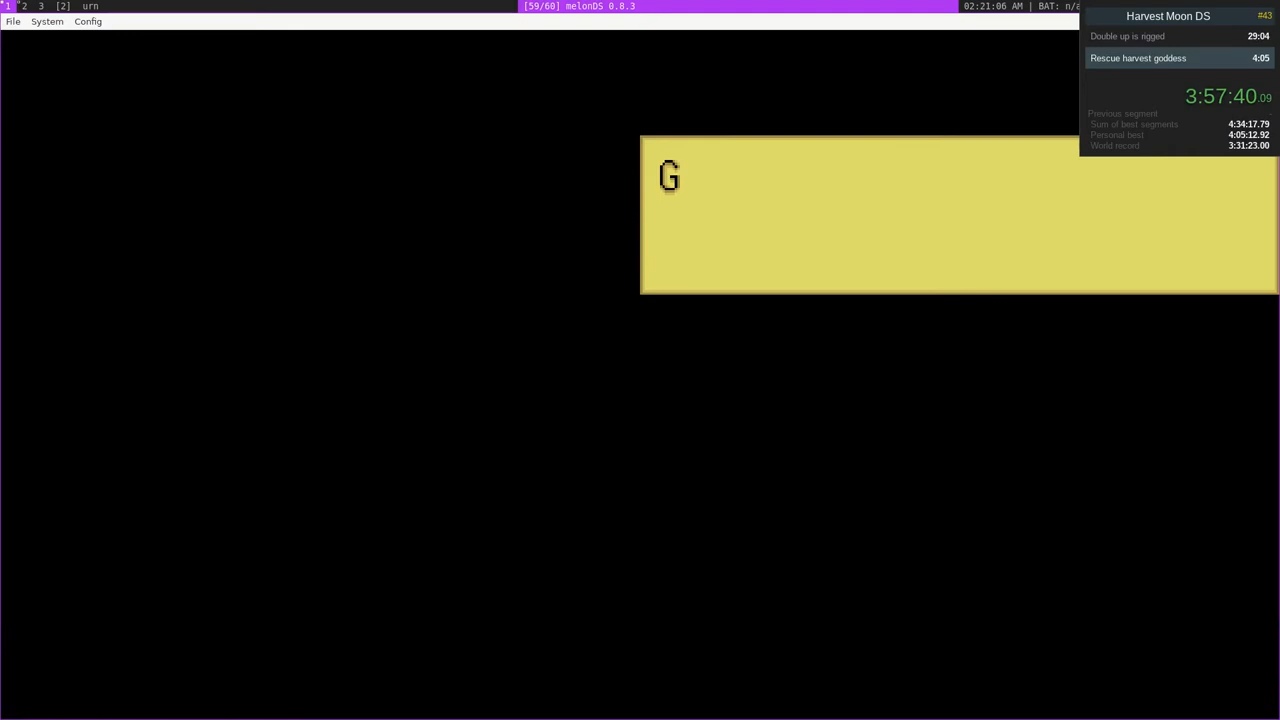 1 2 3 [2] urn [59/60] melonDS 0.8.3 02:21:06 AM | BAT: n/a
File System Config
Harvest Moon DS #43
Double up is rigged 29:04
Rescue harvest goddess 4:05
3:57:40.09
Previous segment -
Sum of best segments 4:34:17.79
Personal best 4:05:12.92
World record 3:31:23.00
G